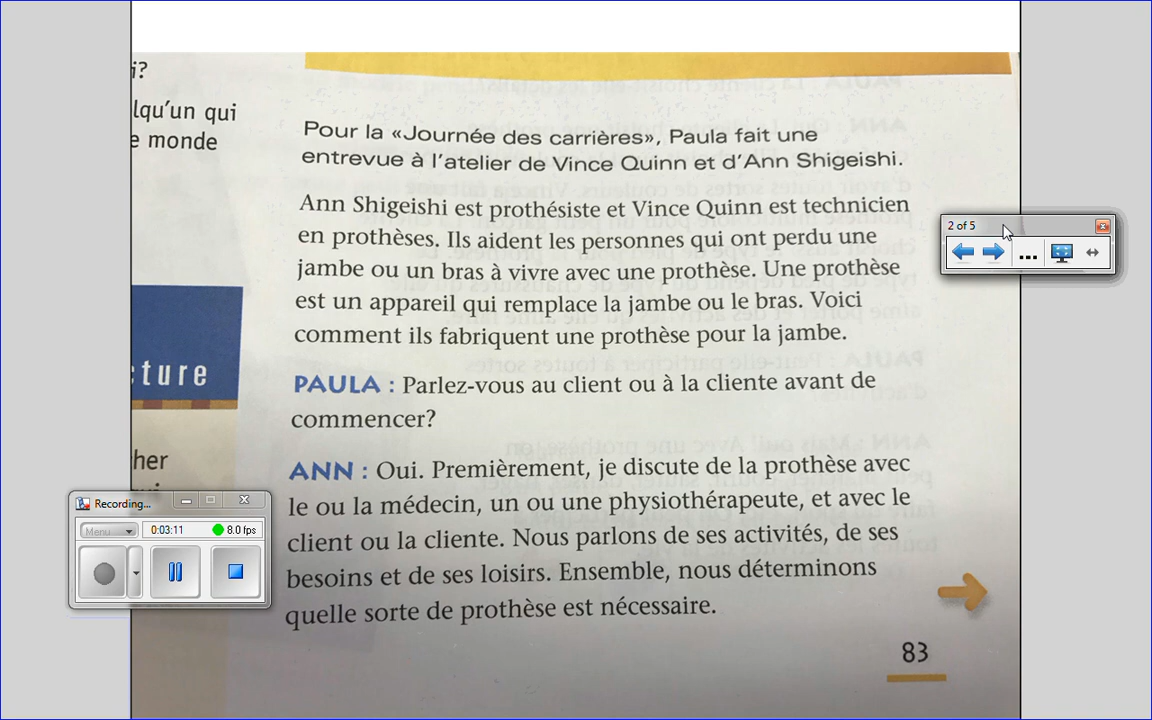 i?
lqu'un qui
e monde
ture
her
Pour la «Journée des carrières», Paula fait une
entrevue à l'atelier de Vince Quinn et d'Ann Shigeishi.
Ann Shigeishi est prothésiste et Vince Quinn est technicien
en prothèses. Ils aident les personnes qui ont perdu une
jambe ou un bras à vivre avec une prothèse. Une prothèse
est un appareil qui remplace la jambe ou le bras. Voici
comment ils fabriquent une prothèse pour la jambe.
PAULA : Parlez-vous au client ou à la cliente avant de
commencer?
ANN : Oui. Premièrement, je discute de la prothèse avec
le ou la médecin, un ou une physiothérapeute, et avec le
client ou la cliente. Nous parlons de ses activités, de ses
besoins et de ses loisirs. Ensemble, nous déterminons
quelle sorte de prothèse est nécessaire.
83
2 of 5
...
Recording...
Menu
0:03:11
8.0 fps